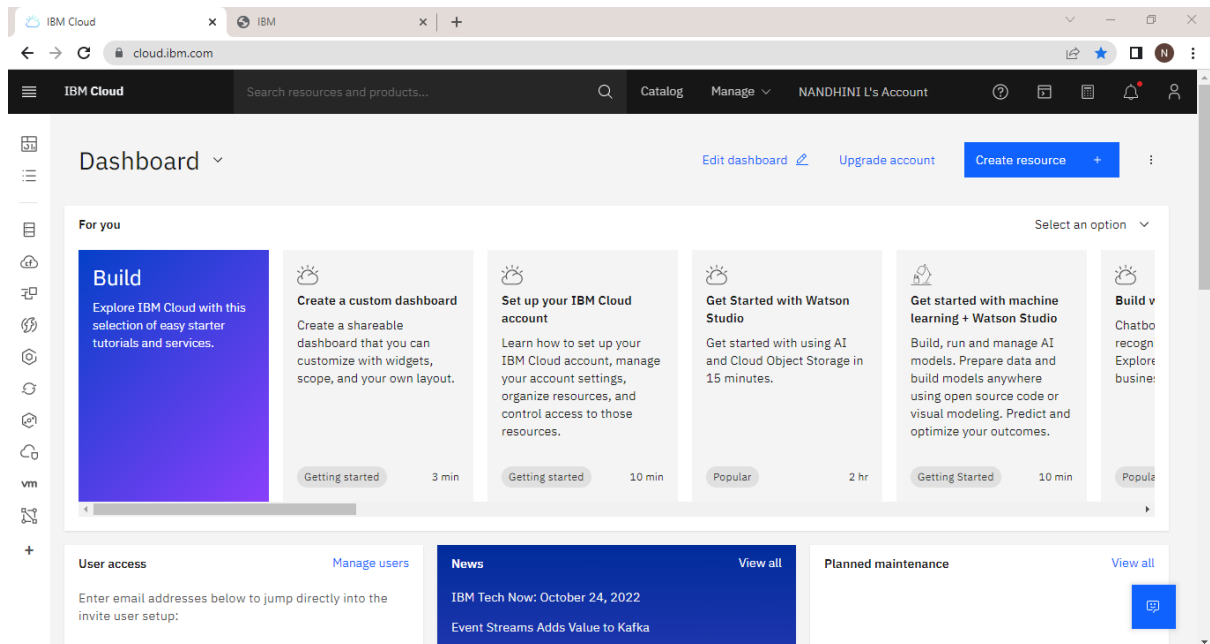 IBM Cloud
IBM
cloud.ibm.com
N
IBM Cloud
Search resources and products...
Catalog
Manage
NANDHINI L's Account
Dashboard
Edit dashboard
Upgrade account
Create resource +
For you
Select an option
Build
Explore IBM Cloud with this
selection of easy starter
tutorials and services.
Create a custom dashboard
Create a shareable
dashboard that you can
customize with widgets,
scope, and your own layout.
Getting started
3 min
Set up your IBM Cloud
account
Learn how to set up your
IBM Cloud account, manage
your account settings,
organize resources, and
control access to those
resources.
Getting started
10 min
Get Started with Watson
Studio
Get started with using AI
and Cloud Object Storage in
15 minutes.
Popular
2 hr
Get started with machine
learning + Watson Studio
Build, run and manage AI
models. Prepare data and
build models anywhere
using open source code or
visual modeling. Predict and
optimize your outcomes.
Getting Started
10 min
Build
Chatbo
recogn
Explore
busine
Popula
cf
vm
User access
Manage users
Enter email addresses below to jump directly into the
invite user setup:
News
View all
IBM Tech Now: October 24, 2022
Event Streams Adds Value to Kafka
Planned maintenance
View all